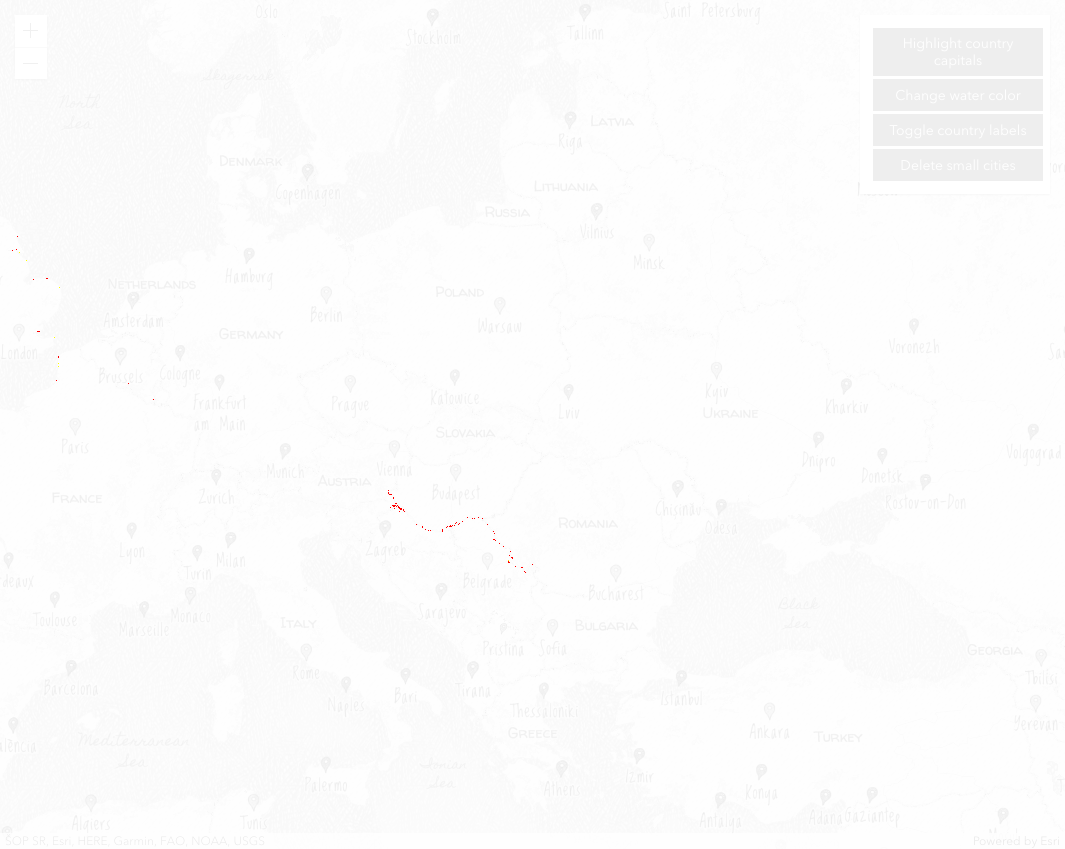 Oslo
Saint Petersburg
Stockholm
Tallinn
+
Highlight country
capitals
−
Skagerrak
Change water color
North
Sea
LATVIA
Toggle country labels
Riga
DENMARK
Delete small cities
Copenhagen
LITHUANIA
RUSSIA
Vilnius
Minsk
Hamburg
NETHERLANDS
POLAND
Amsterdam
Berlin
Warsaw
GERMANY
London
Voronezh
Brussels
Cologne
Kyiv
Frankfurt
am Main
Prague
Katowice
Lviv
UKRAINE
Kharkiv
Paris
SLOVAKIA
Dnipro
Volgograd
Vienna
Munich
AUSTRIA
Donetsk
Zurich
Budapest
FRANCE
Rostov-on-Don
Chișinău
Odesa
ROMANIA
Lyon
Zagreb
Milan
Turin
Belgrade
deaux
Bucharest
Sarajevo
Toulouse
Monaco
Marseille
Black
Sea
ITALY
BULGARIA
Pristina
Sofia
GEORGIA
Rome
Tbilisi
Barcelona
Bari
Tirana
Istanbul
Naples
Thessaloniki
Yerevan
GREECE
Ankara
TURKEY
alència
Mediterranean
Sea
Ionian
Sea
Izmir
Palermo
Athens
Konya
Algiers
Tunis
Antalya
Adana
Gaziantep
SOP SR, Esri, HERE, Garmin, FAO, NOAA, USGS
Powered by Esri